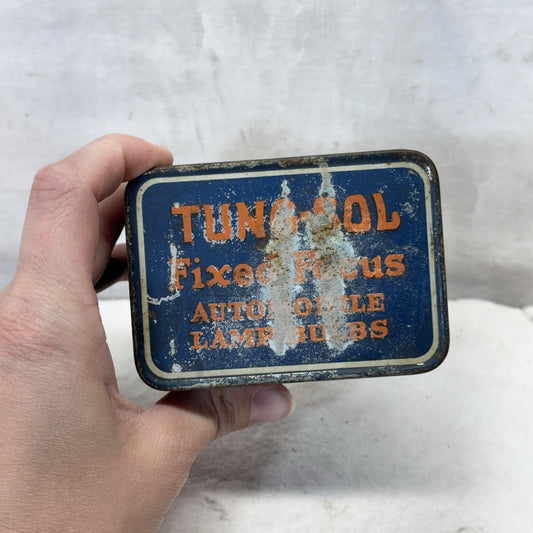 TUNG-SOL
Fixed Focus
AUTOMOBILE
LAMP BULBS